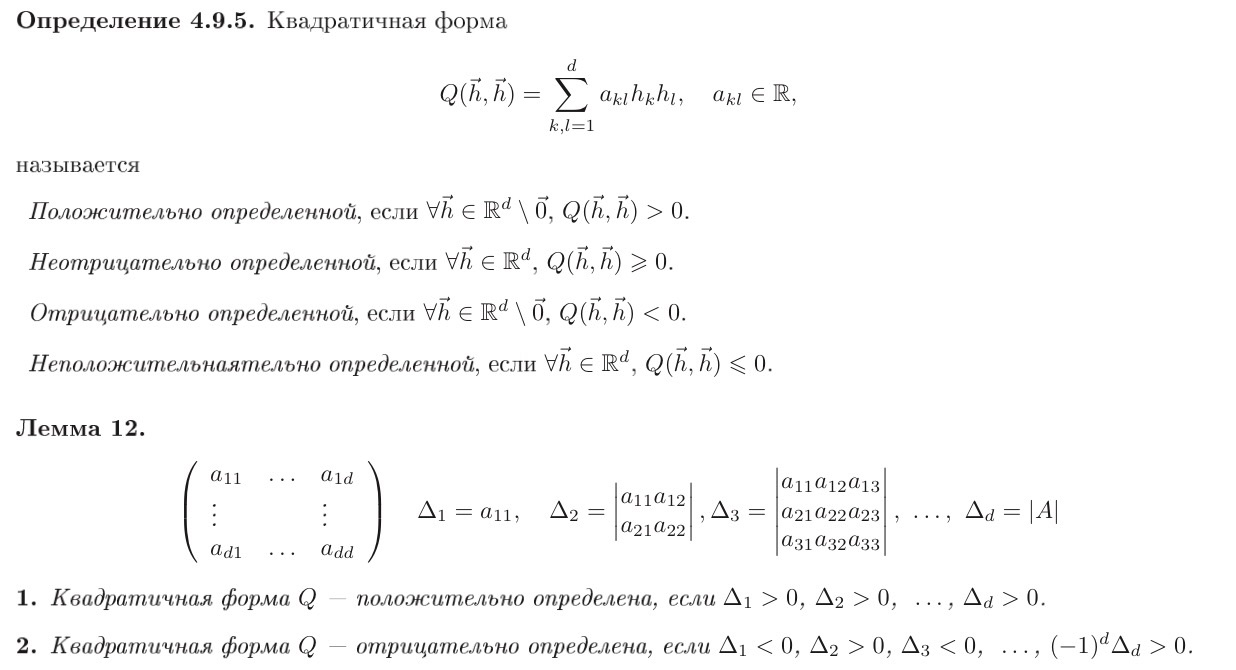 Определение 4.9.5. Квадратичная форма
$$Q(\vec{h}, \vec{h}) = \sum_{k,l=1}^{d} a_{kl} h_k h_l, \quad a_{kl} \in \mathbb{R},$$
называется
Положительно определенной, если $\forall \vec{h} \in \mathbb{R}^d \setminus \vec{0}$, $Q(\vec{h}, \vec{h}) > 0$.
Неотрицательно определенной, если $\forall \vec{h} \in \mathbb{R}^d$, $Q(\vec{h}, \vec{h}) \geqslant 0$.
Отрицательно определенной, если $\forall \vec{h} \in \mathbb{R}^d \setminus \vec{0}$, $Q(\vec{h}, \vec{h}) < 0$.
Неположительнаятельно определенной, если $\forall \vec{h} \in \mathbb{R}^d$, $Q(\vec{h}, \vec{h}) \leqslant 0$.
Лемма 12.
$$\begin{pmatrix} a_{11} & \dots & a_{1d} \\ \vdots & & \vdots \\ a_{d1} & \dots & a_{dd} \end{pmatrix} \quad \Delta_1 = a_{11}, \quad \Delta_2 = \begin{vmatrix} a_{11} a_{12} \\ a_{21} a_{22} \end{vmatrix}, \Delta_3 = \begin{vmatrix} a_{11} a_{12} a_{13} \\ a_{21} a_{22} a_{23} \\ a_{31} a_{32} a_{33} \end{vmatrix}, \ \dots, \ \Delta_d = |A|$$
1. Квадратичная форма $Q$ — положительно определена, если $\Delta_1 > 0$, $\Delta_2 > 0$, $\dots$, $\Delta_d > 0$.
2. Квадратичная форма $Q$ — отрицательно определена, если $\Delta_1 < 0$, $\Delta_2 > 0$, $\Delta_3 < 0$, $\dots$, $(-1)^d \Delta_d > 0$.